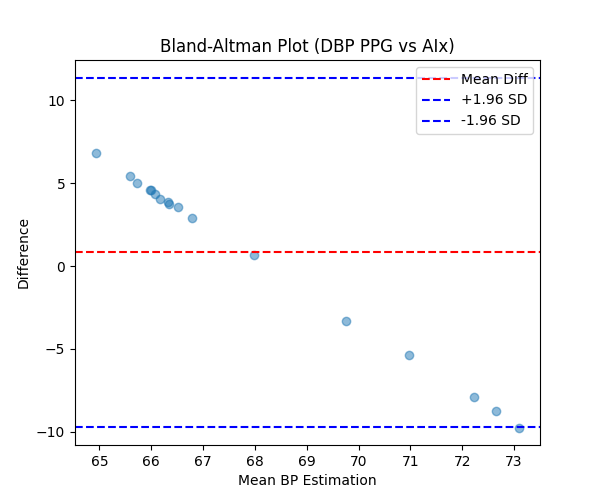 Bland-Altman Plot (DBP PPG vs AIx)
Mean Diff
+1.96 SD
-1.96 SD
10
5
0
−5
−10
Difference
65 66 67 68 69 70 71 72 73
Mean BP Estimation